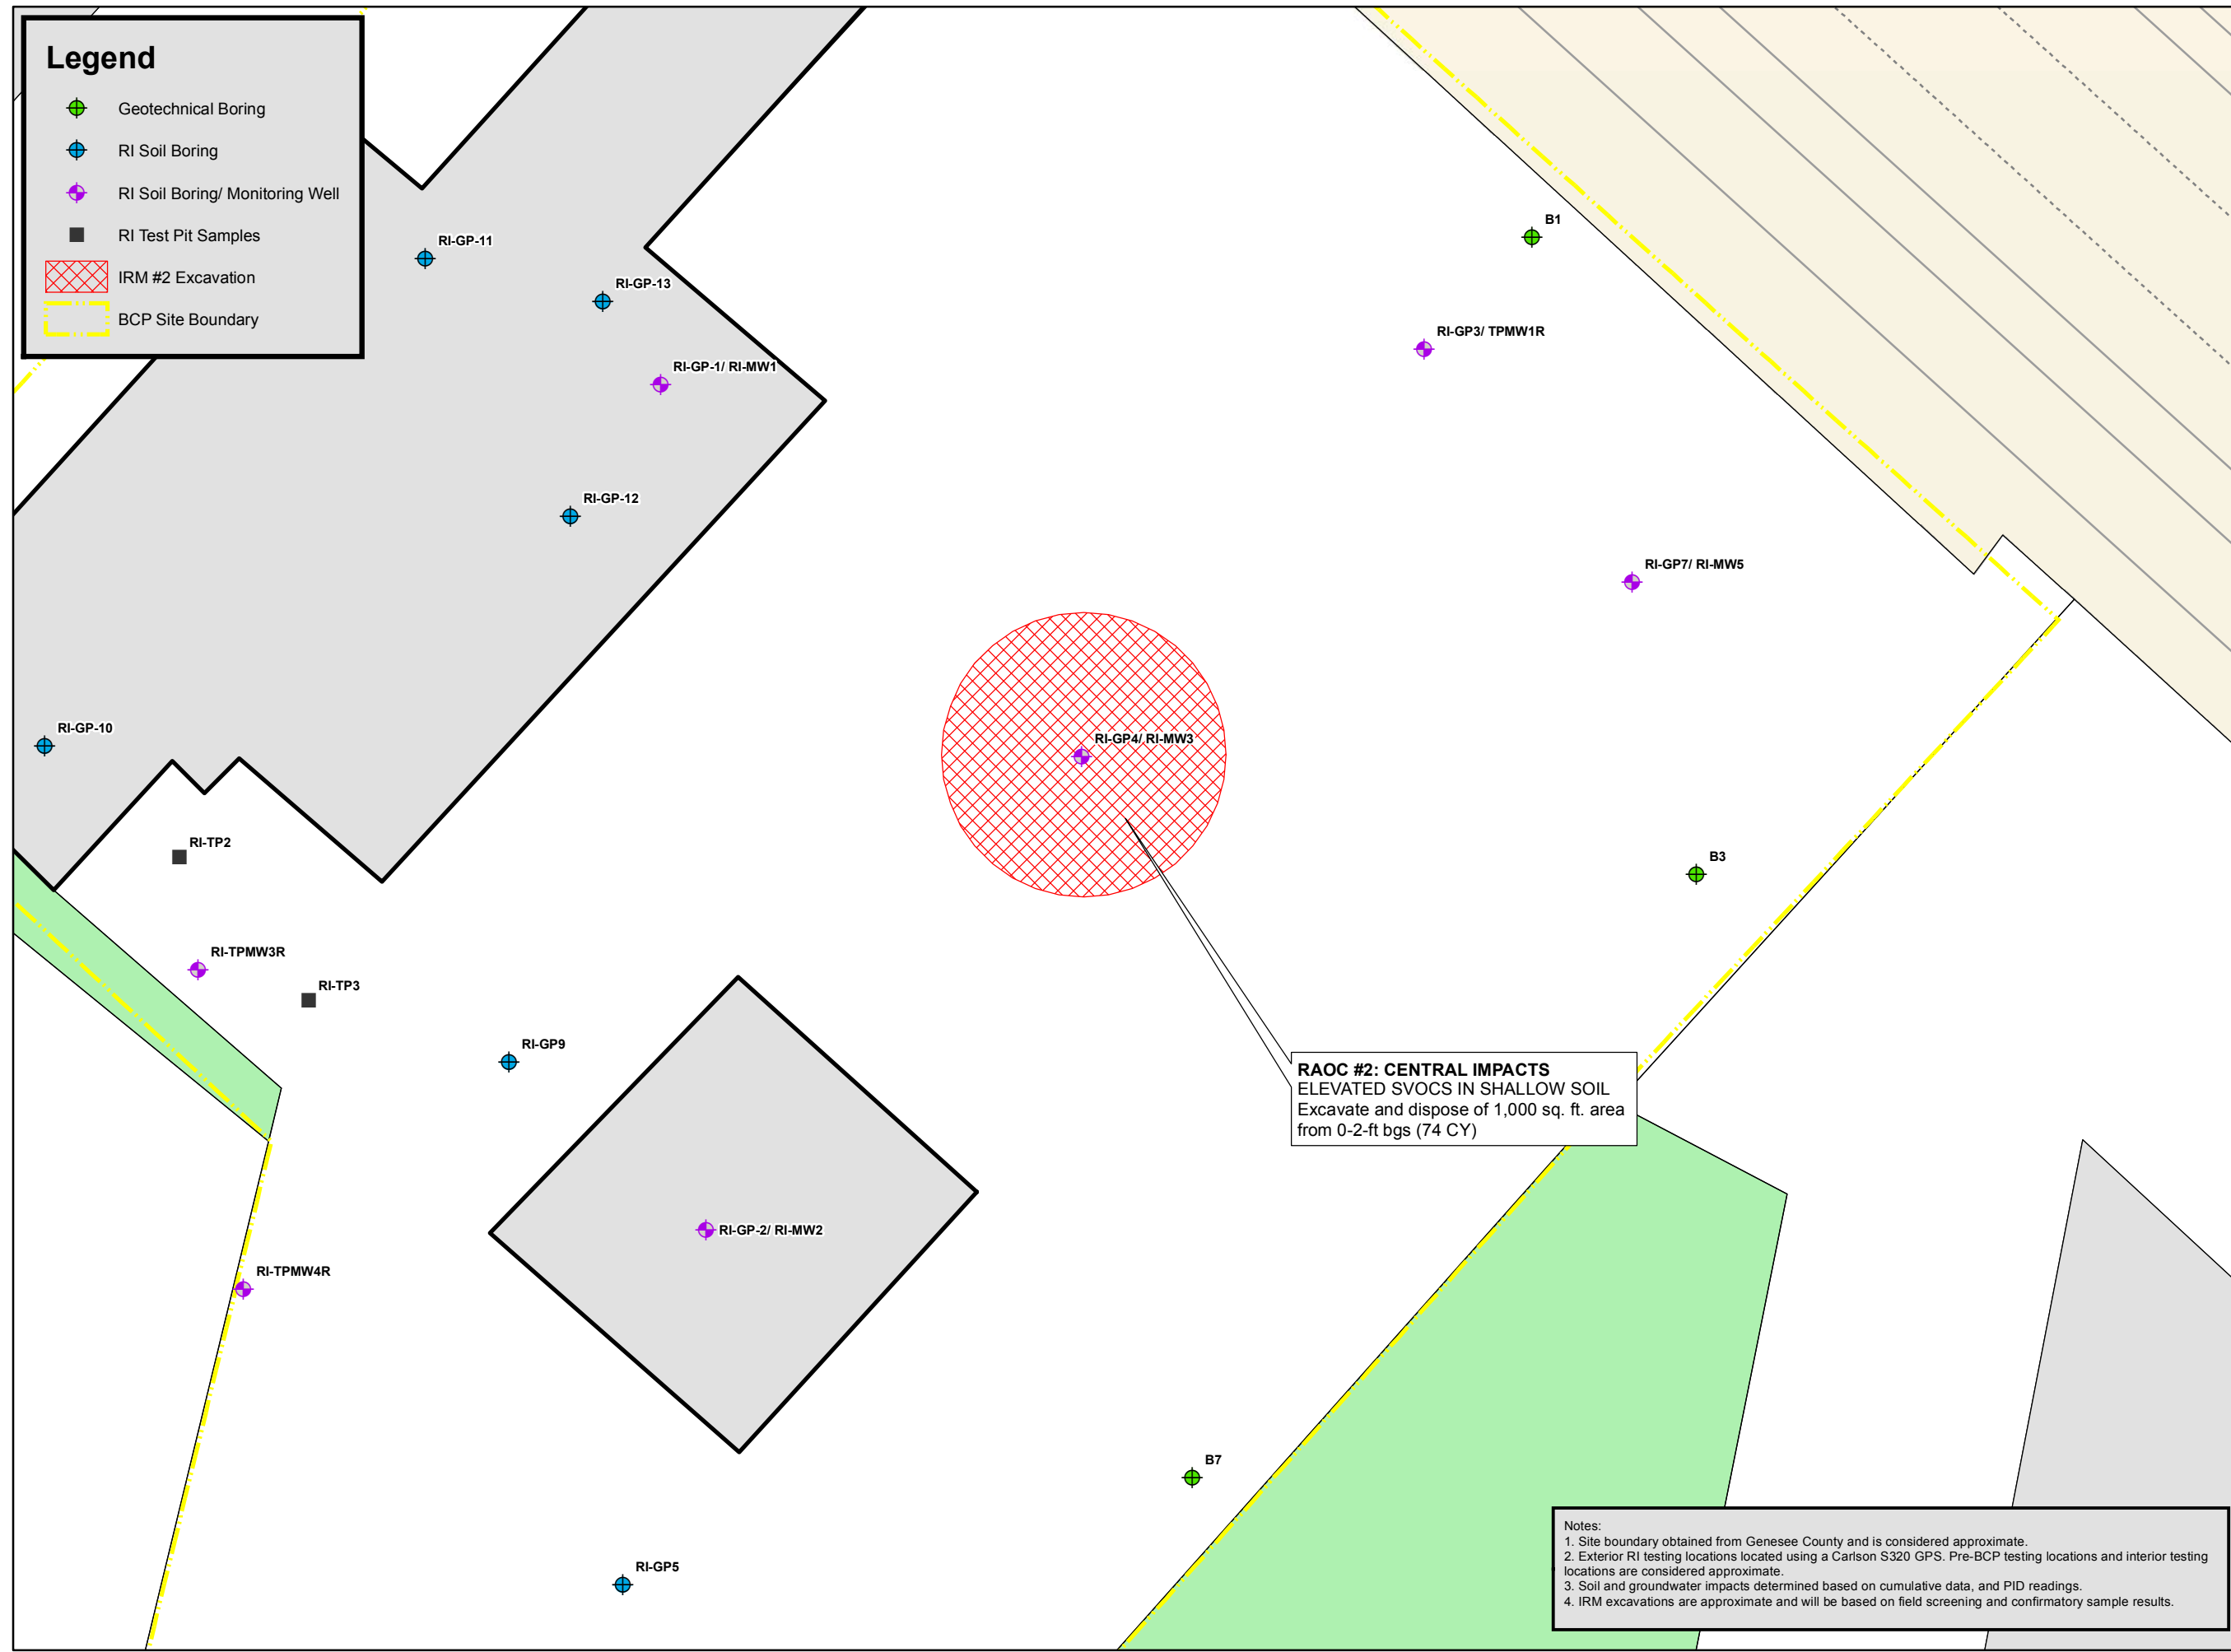 Legend
Geotechnical Boring
RI Soil Boring
RI Soil Boring/ Monitoring Well
RI Test Pit Samples
IRM #2 Excavation
BCP Site Boundary
B1
RI-GP-11
RI-GP-13
RI-GP3/ TPMW1R
RI-GP-1/ RI-MW1
RI-GP-12
RI-GP7/ RI-MW5
RI-GP-10
RI-GP4/ RI-MW3
RI-TP2
B3
RI-TPMW3R
RI-TP3
RI-GP9
RAOC #2: CENTRAL IMPACTS
ELEVATED SVOCS IN SHALLOW SOIL
Excavate and dispose of 1,000 sq. ft. area
from 0-2-ft bgs (74 CY)
RI-GP-2/ RI-MW2
RI-TPMW4R
B7
RI-GP5
Notes:
1. Site boundary obtained from Genesee County and is considered approximate.
2. Exterior RI testing locations located using a Carlson S320 GPS. Pre-BCP testing locations and interior testing
locations are considered approximate.
3. Soil and groundwater impacts determined based on cumulative data, and PID readings.
4. IRM excavations are approximate and will be based on field screening and confirmatory sample results.